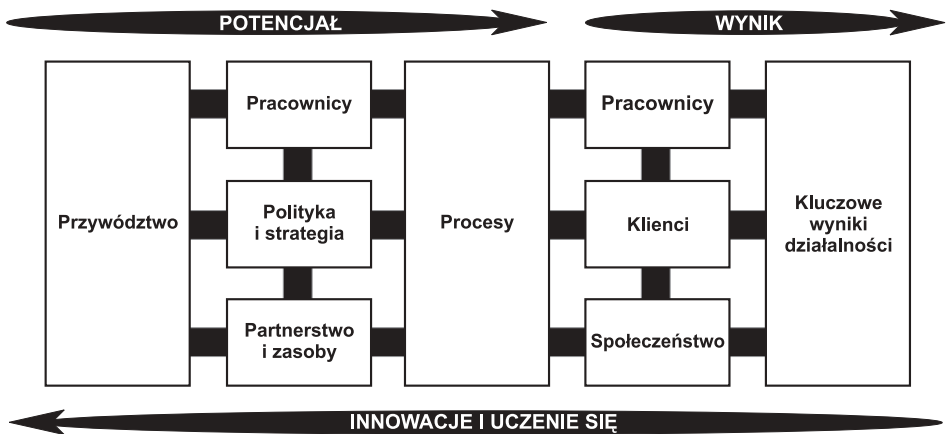 POTENCJAŁ
WYNIK
Przywództwo
Pracownicy
Polityka
i strategia
Partnerstwo
i zasoby
Procesy
Pracownicy
Klienci
Społeczeństwo
Kluczowe
wyniki
działalności
INNOWACJE I UCZENIE SIĘ